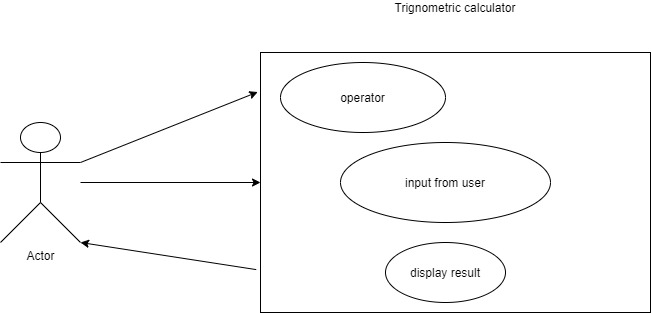 Trignometric calculator
operator
input from user
Actor
display result